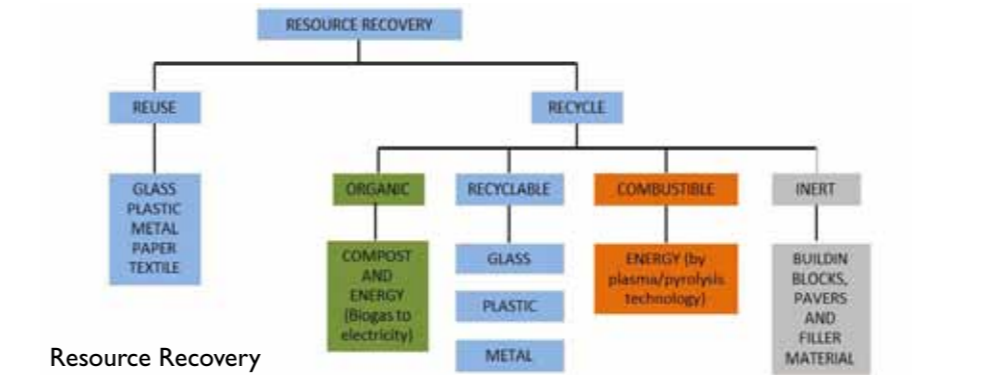 RESOURCE RECOVERY
REUSE
RECYCLE
GLASS
PLASTIC
METAL
PAPER
TEXTILE
ORGANIC
RECYCLABLE
COMBUSTIBLE
INERT
COMPOST
AND
ENERGY
(Biogas to
electricity)
GLASS
PLASTIC
METAL
ENERGY (by
plasma/pyrolysis
technology)
BUILDIN
BLOCKS,
PAVERS
AND
FILLER
MATERIAL
Resource Recovery